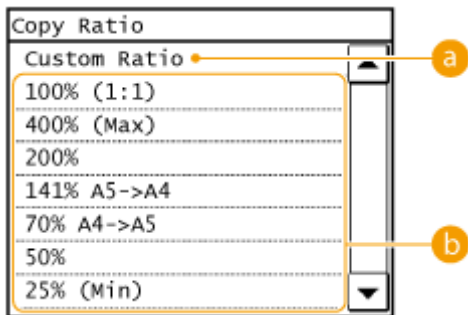 Copy Ratio
Custom Ratio
a
100% (1:1)
400% (Max)
200%
141% A5->A4
70% A4->A5
b
50%
25% (Min)